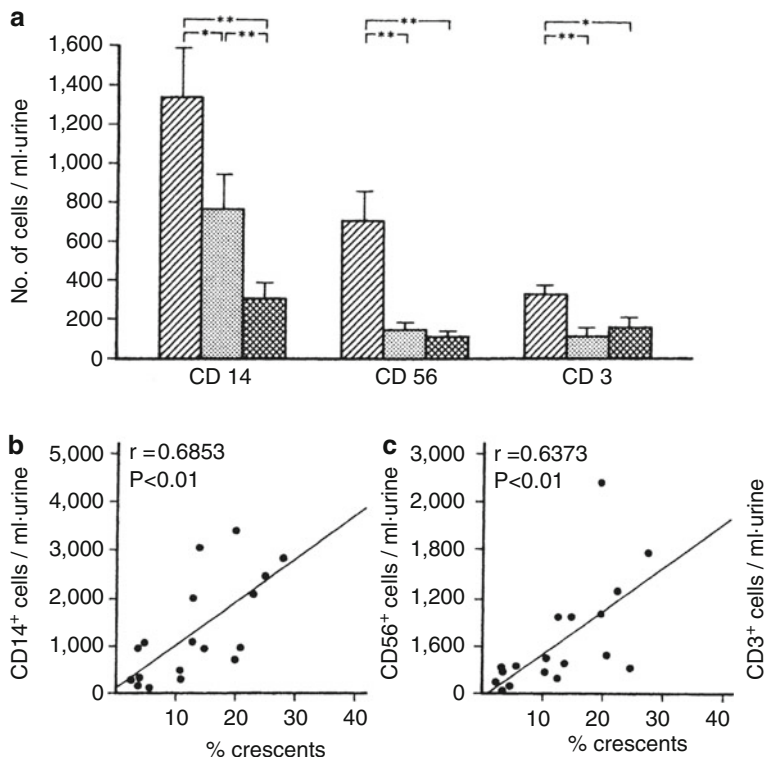 a
** ** *
* ** ** **
No. of cells / ml·urine
1,600
1,400
1,200
1,000
800
600
400
200
0
CD 14 CD 56 CD 3
b
r =0.6853
P<0.01
CD14+ cells / ml·urine
5,000
4,000
3,000
2,000
1,000
0
10 20 30 40
% crescents
c
r =0.6373
P<0.01
CD56+ cells / ml·urine
3,000
2,000
1,800
1,200
1,600
0
10 20 30 40
% crescents
CD3+ cells / ml·urine